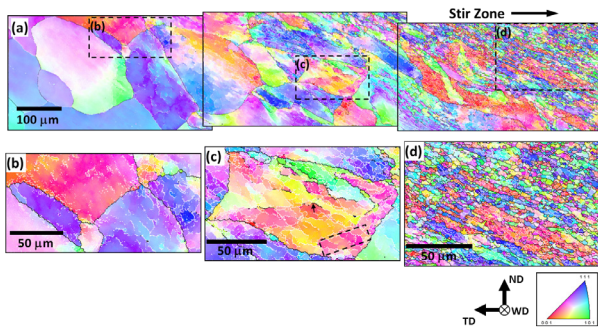 Stir Zone
(a)
(b)
(c)
(d)
100 μm
(b)
(c)
(d)
50 μm
50 μm
50 μm
ND
TD
WD
111
001
101